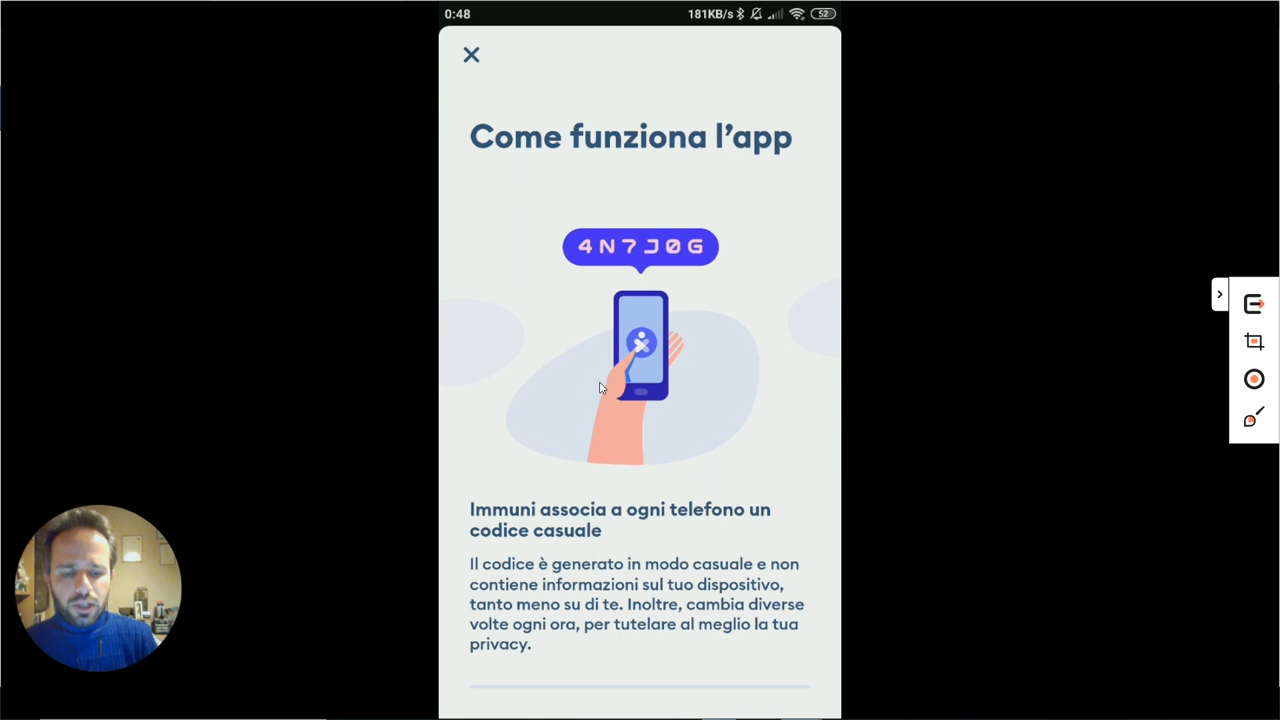 0:48
181KB/s
52
Come funziona l’app
4N7J0G
Immuni associa a ogni telefono un
codice casuale
Il codice è generato in modo casuale e non
contiene informazioni sul tuo dispositivo,
tanto meno su di te. Inoltre, cambia diverse
volte ogni ora, per tutelare al meglio la tua
privacy.